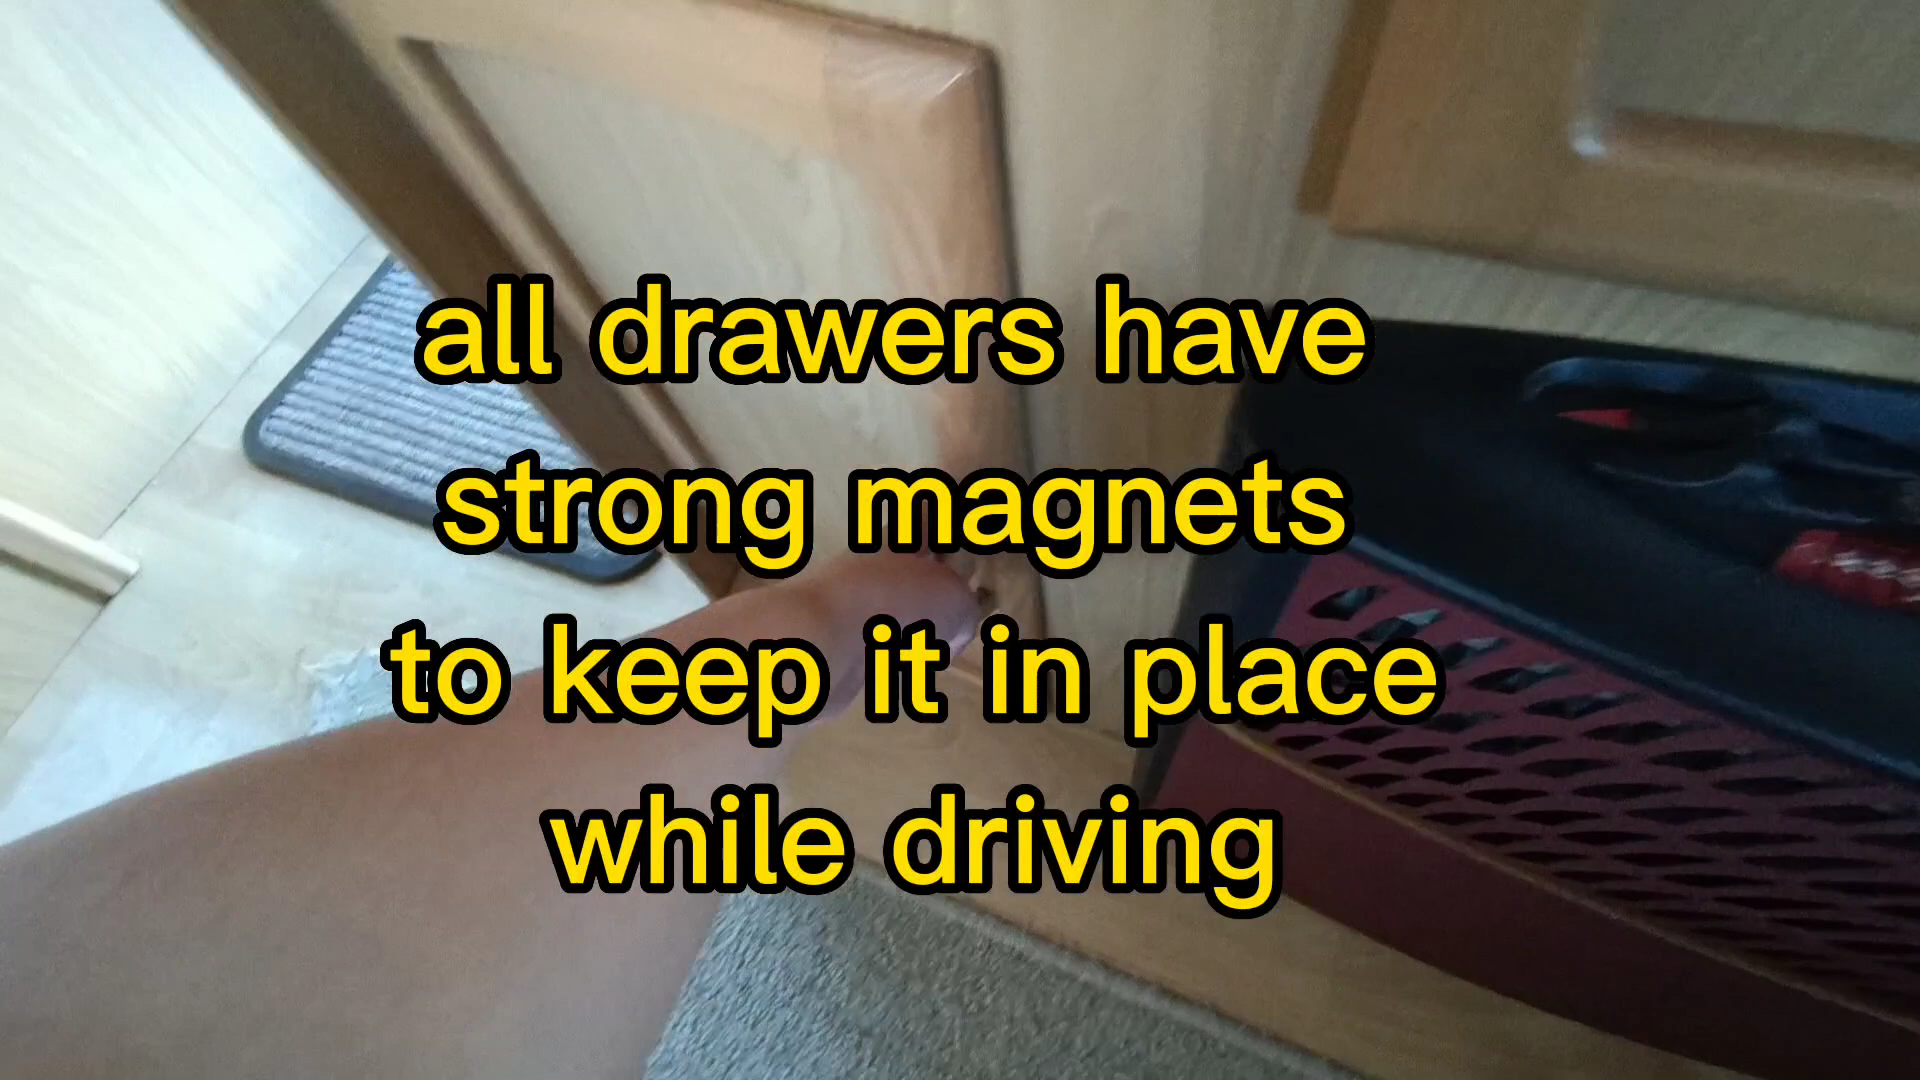 all drawers have
strong magnets
to keep it in place
while driving